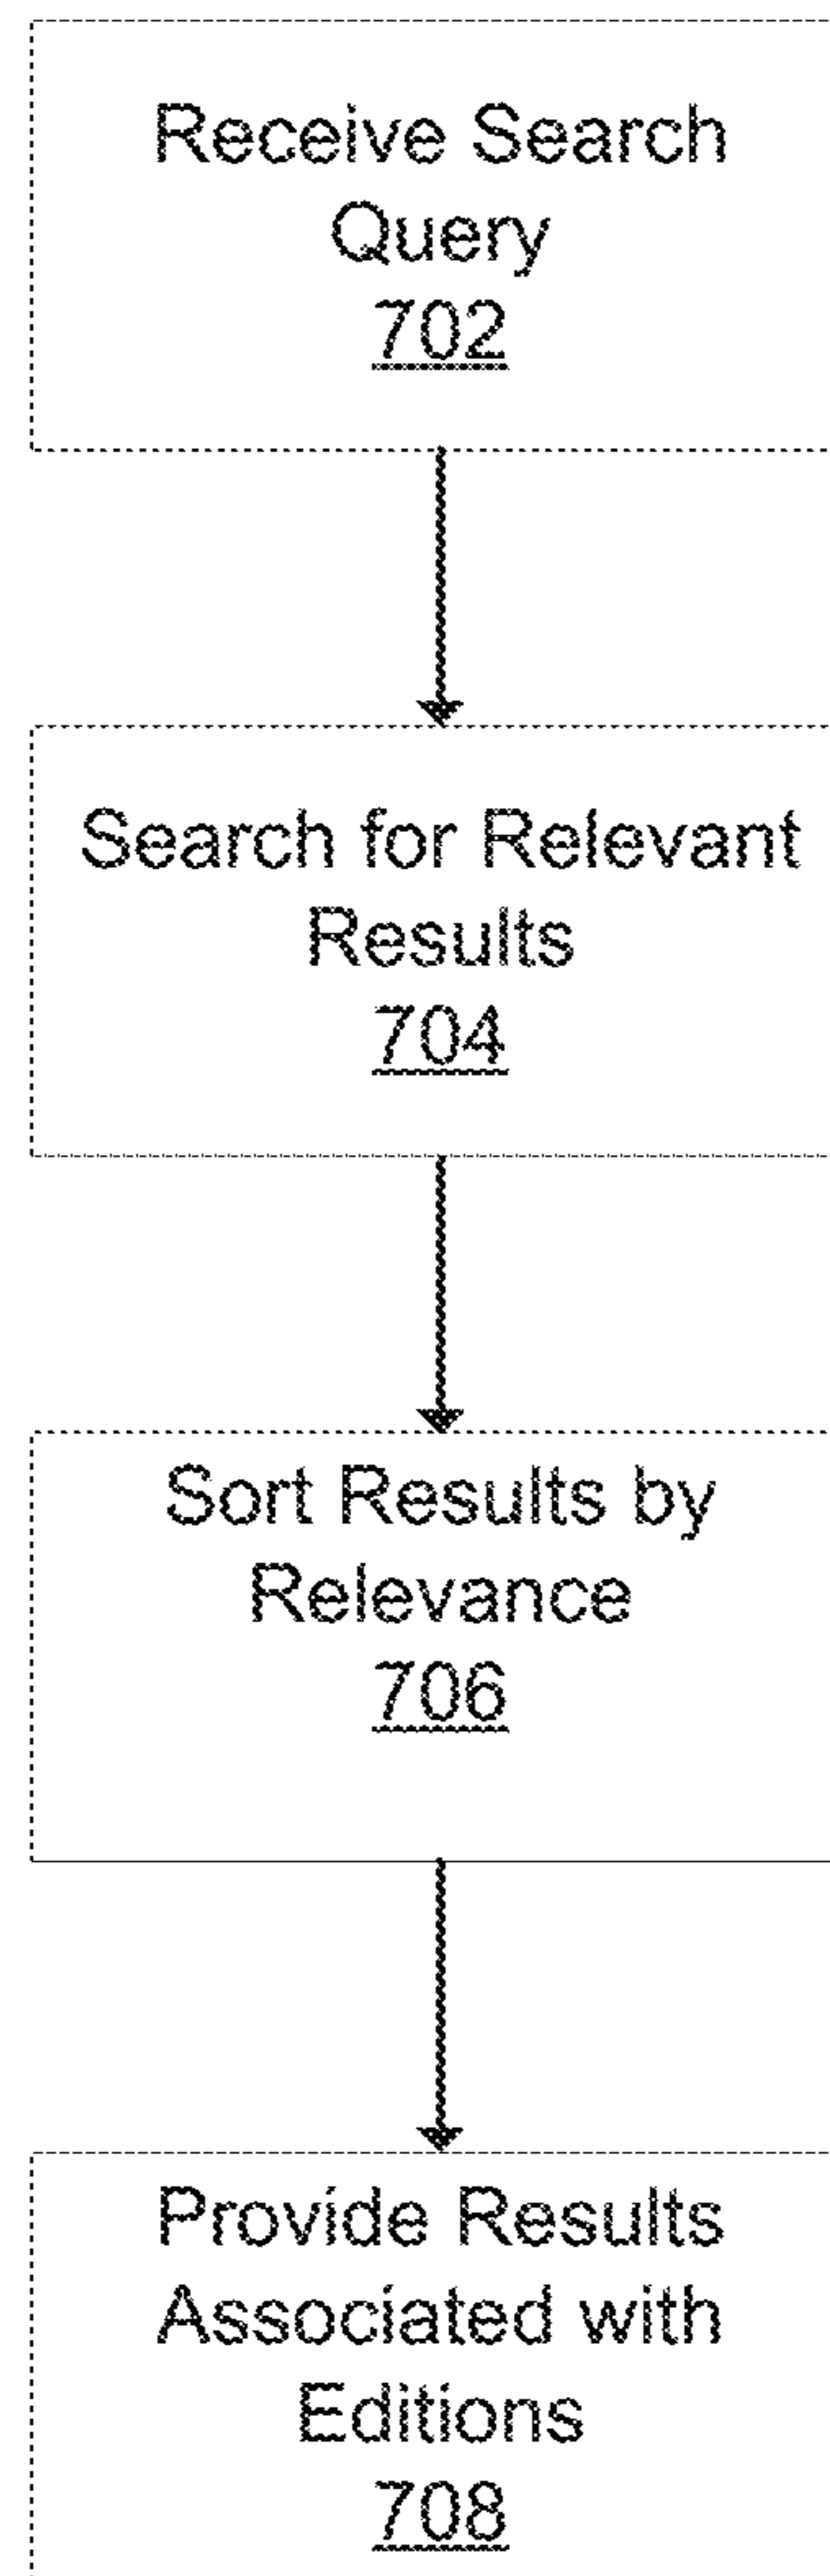 Receive Search
Query
702
Search for Relevant
Results
704
Sort Results by
Relevance
706
Provide Results
Associated with
Editions
708